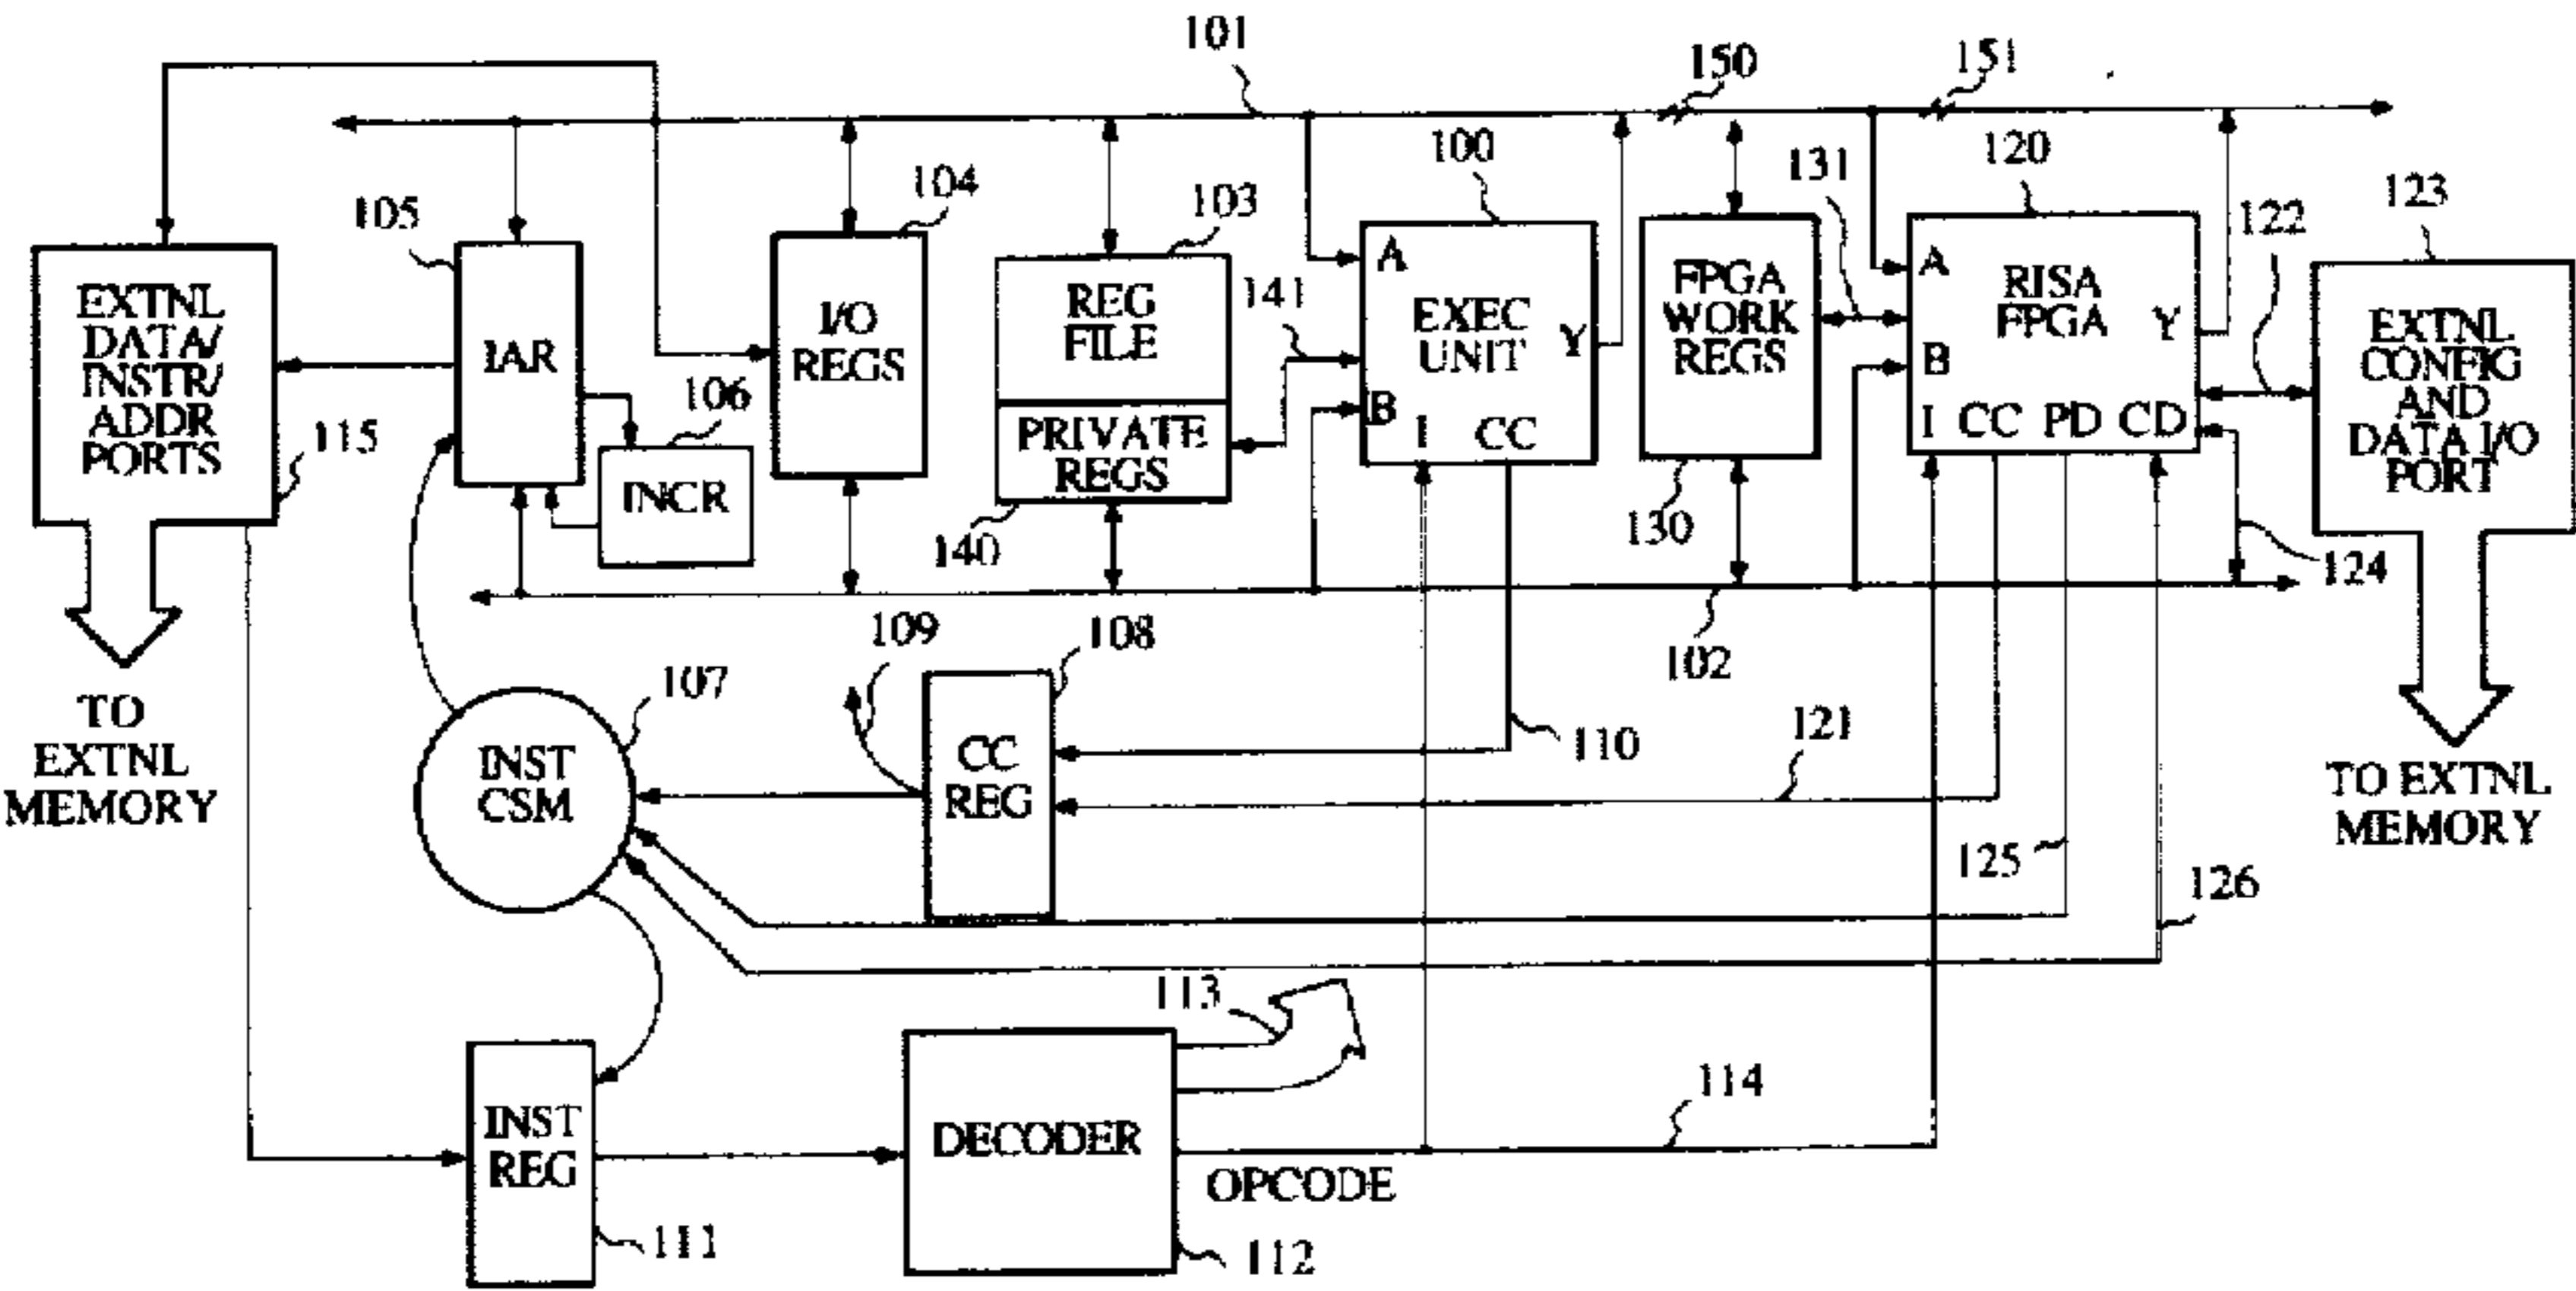 101
150
151
100
120
131
123
104
103
105
122
141
EXTNL
DATA/
INSTR/
ADDR
PORTS
IAR
I/O
REGS
REG
FILE
PRIVATE
REGS
A
EXEC
UNIT
Y
B
I
CC
FPGA
WORK
REGS
A
RISA
FPGA
Y
B
I CC PD CD
EXTNL
CONFIG
AND
DATA I/O
PORT
106
115
INCR
140
130
124
102
109
108
107
TO
EXTNL
MEMORY
INST
CSM
CC
REG
110
121
TO EXTNL
MEMORY
125
126
113
114
INST
REG
DECODER
OPCODE
111
112